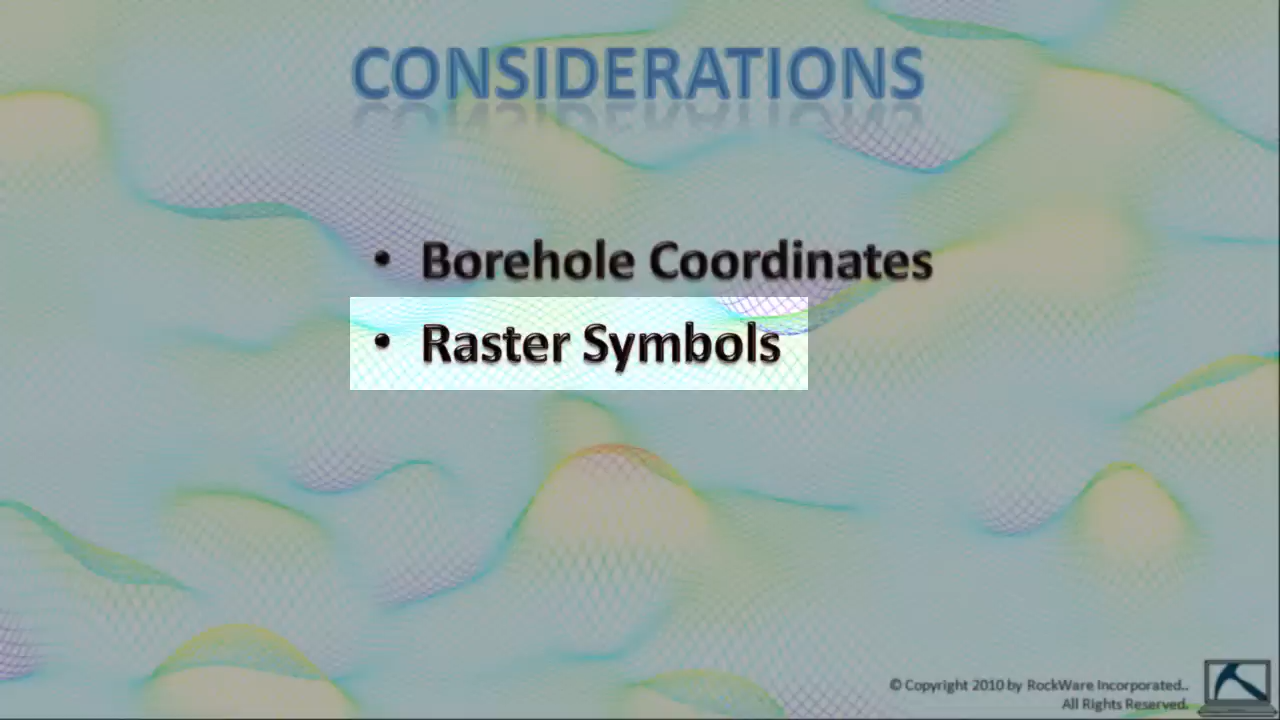 CONSIDERATIONS
• Borehole Coordinates
• Raster Symbols
© Copyright 2010 by RockWare Incorporated..
All Rights Reserved.